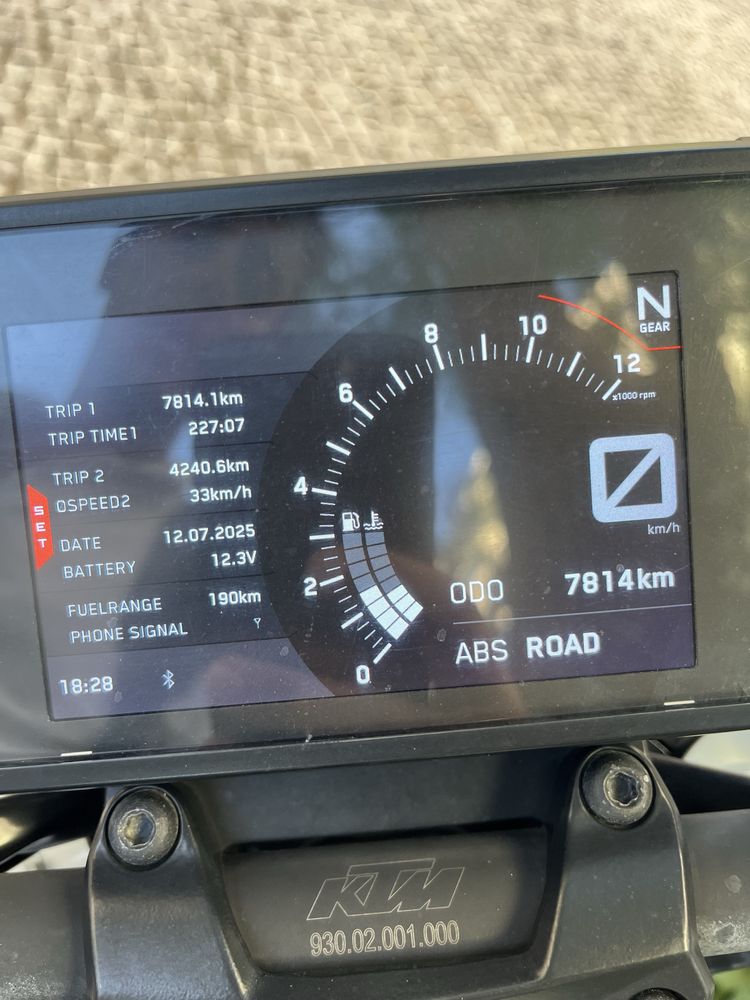 TRIP 1 7814.1km
TRIP TIME1 227:07
TRIP 2 4240.6km
ØSPEED2 33km/h
SET
DATE 12.07.2025
BATTERY 12.3V
FUELRANGE 190km
PHONE SIGNAL
18:28
0
2
4
6
8
10
12
x1000 rpm
N
GEAR
0
km/h
ODO 7814km
ABS ROAD
KTM
930.02.001.000